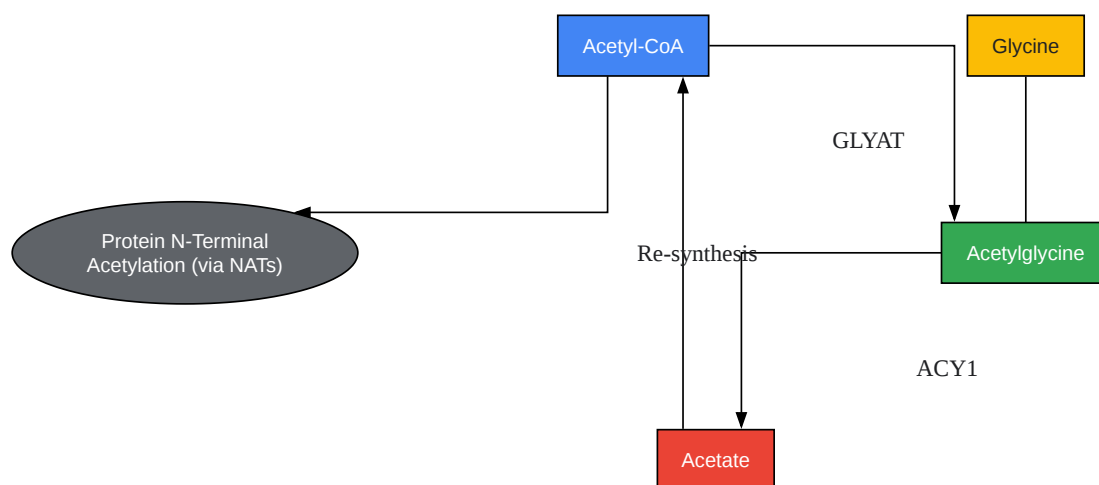 Acetyl-CoA
Glycine
GLYAT
Protein N-Terminal
Acetylation (via NATs)
Re-synthesis
Acetylglycine
ACY1
Acetate